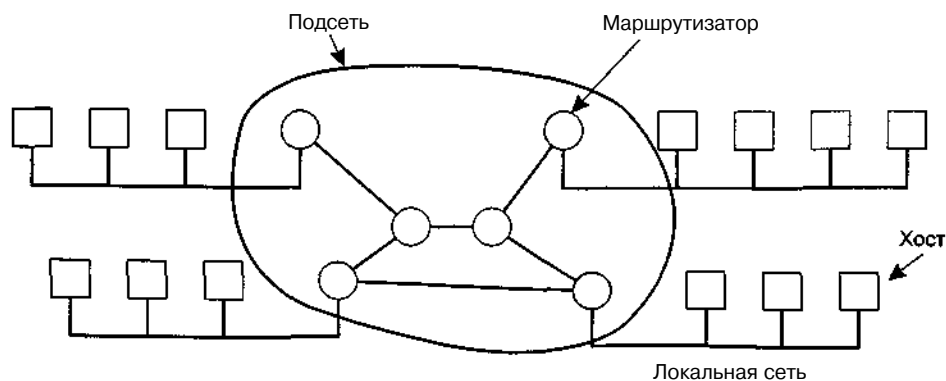 Подсеть
Маршрутизатор
Хост
Локальная сеть